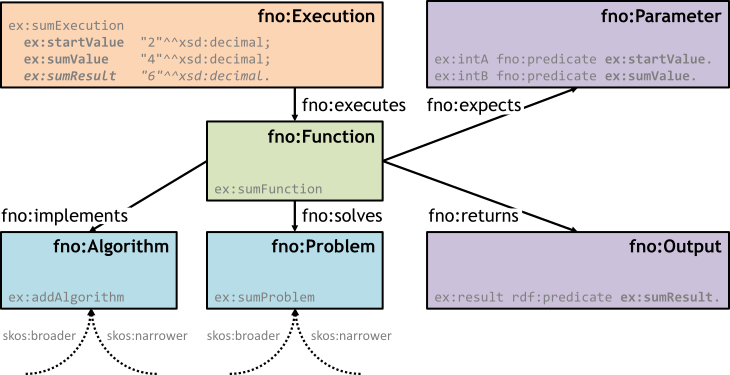 fno:Execution
ex:sumExecution
ex:startValue "2"^^xsd:decimal;
ex:sumValue "4"^^xsd:decimal;
ex:sumResult "6"^^xsd:decimal.
fno:Parameter
ex:intA fno:predicate ex:startValue.
ex:intB fno:predicate ex:sumValue.
fno:executes
fno:expects
fno:Function
ex:sumFunction
fno:implements
fno:solves
fno:returns
fno:Algorithm
ex:addAlgorithm
fno:Problem
ex:sumProblem
fno:Output
ex:result rdf:predicate ex:sumResult.
skos:broader
skos:narrower
skos:broader
skos:narrower